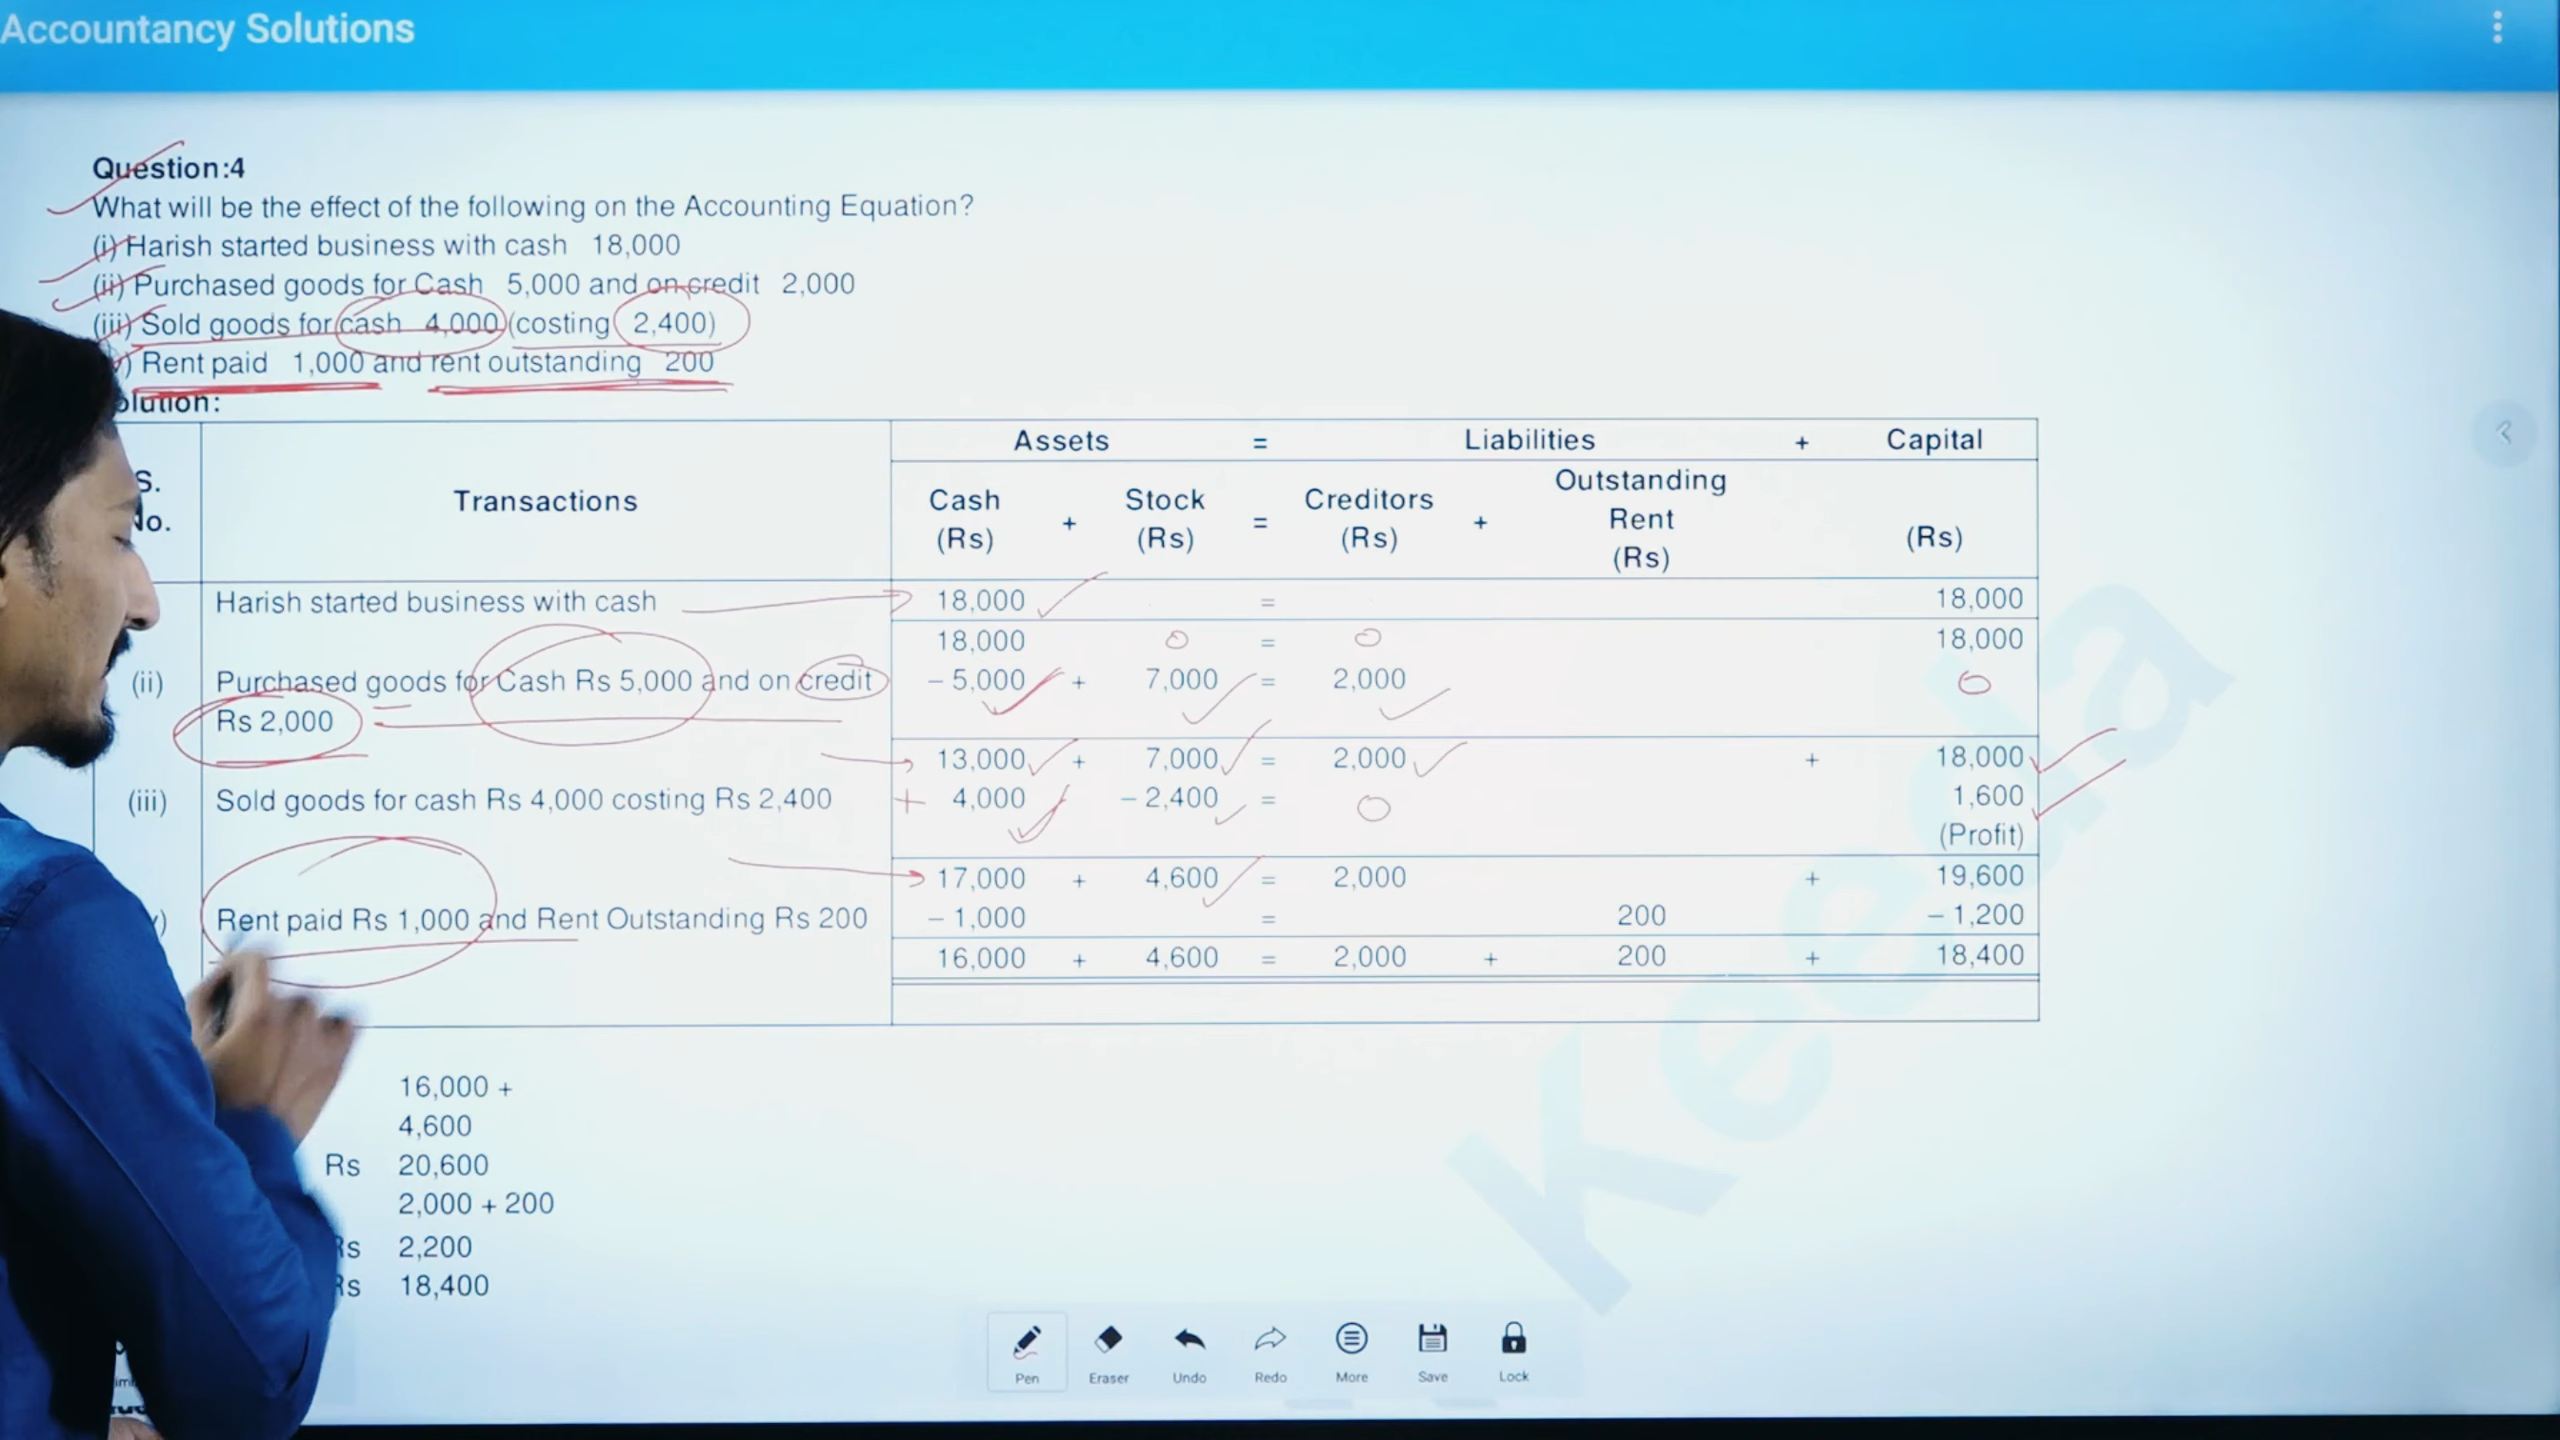 Accountancy Solutions
Question:4
What will be the effect of the following on the Accounting Equation?
(i) Harish started business with cash 18,000
(ii) Purchased goods for Cash 5,000 and on credit 2,000
(iii) Sold goods for cash 4,000 (costing 2,400)
) Rent paid 1,000 and rent outstanding 200
olution:
Assets = Liabilities + Capital
S. No. Transactions Cash (Rs) + Stock (Rs) = Creditors (Rs) + Outstanding Rent (Rs) (Rs)
Harish started business with cash 18,000 = 18,000
18,000 0 = 0 18,000
(ii) Purchased goods for Cash Rs 5,000 and on credit – 5,000 + 7,000 = 2,000 0
Rs 2,000
13,000 + 7,000 = 2,000 + 18,000
(iii) Sold goods for cash Rs 4,000 costing Rs 2,400 + 4,000 – 2,400 = 0 1,600
(Profit)
17,000 + 4,600 = 2,000 + 19,600
) Rent paid Rs 1,000 and Rent Outstanding Rs 200 – 1,000 = 200 – 1,200
16,000 + 4,600 = 2,000 + 200 + 18,400
16,000 +
4,600
Rs 20,600
2,000 + 200
Rs 2,200
Rs 18,400
Keeda
Pen Eraser Undo Redo More Save Lock